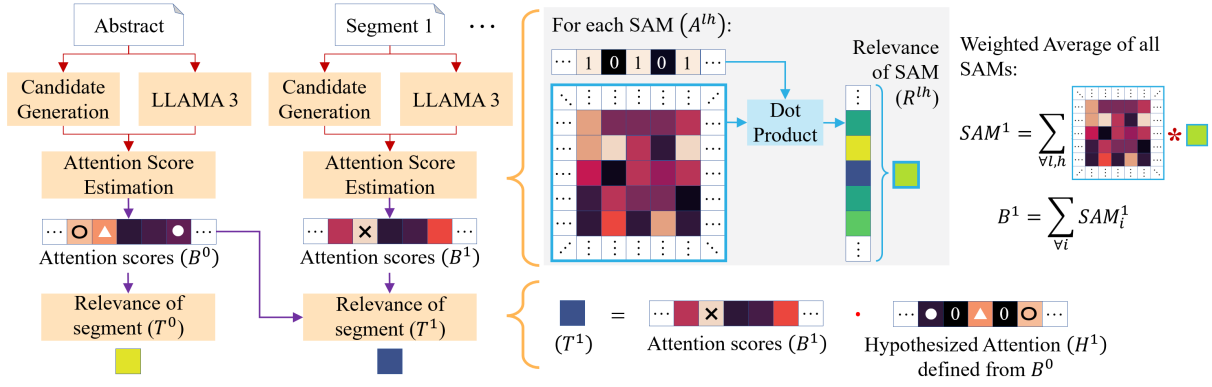 Abstract
Segment 1
...
Candidate
Generation
LLAMA 3
Candidate
Generation
LLAMA 3
Attention Score
Estimation
Attention Score
Estimation
... ...
Attention scores (B⁰)
... ...
Attention scores (B¹)
Relevance of
segment (T⁰)
Relevance of
segment (T¹)
For each SAM (Aˡʰ):
... 1 0 1 0 1 ...
Dot
Product
Relevance
of SAM
(Rˡʰ)
Weighted Average of all
SAMs:
SAM¹ = ∑ *
∀l,h
B¹ = ∑ SAM¹ᵢ
∀i
(T¹)
=
... ...
Attention scores (B¹)
·
... 0 0 ...
Hypothesized Attention (H¹)
defined from B⁰